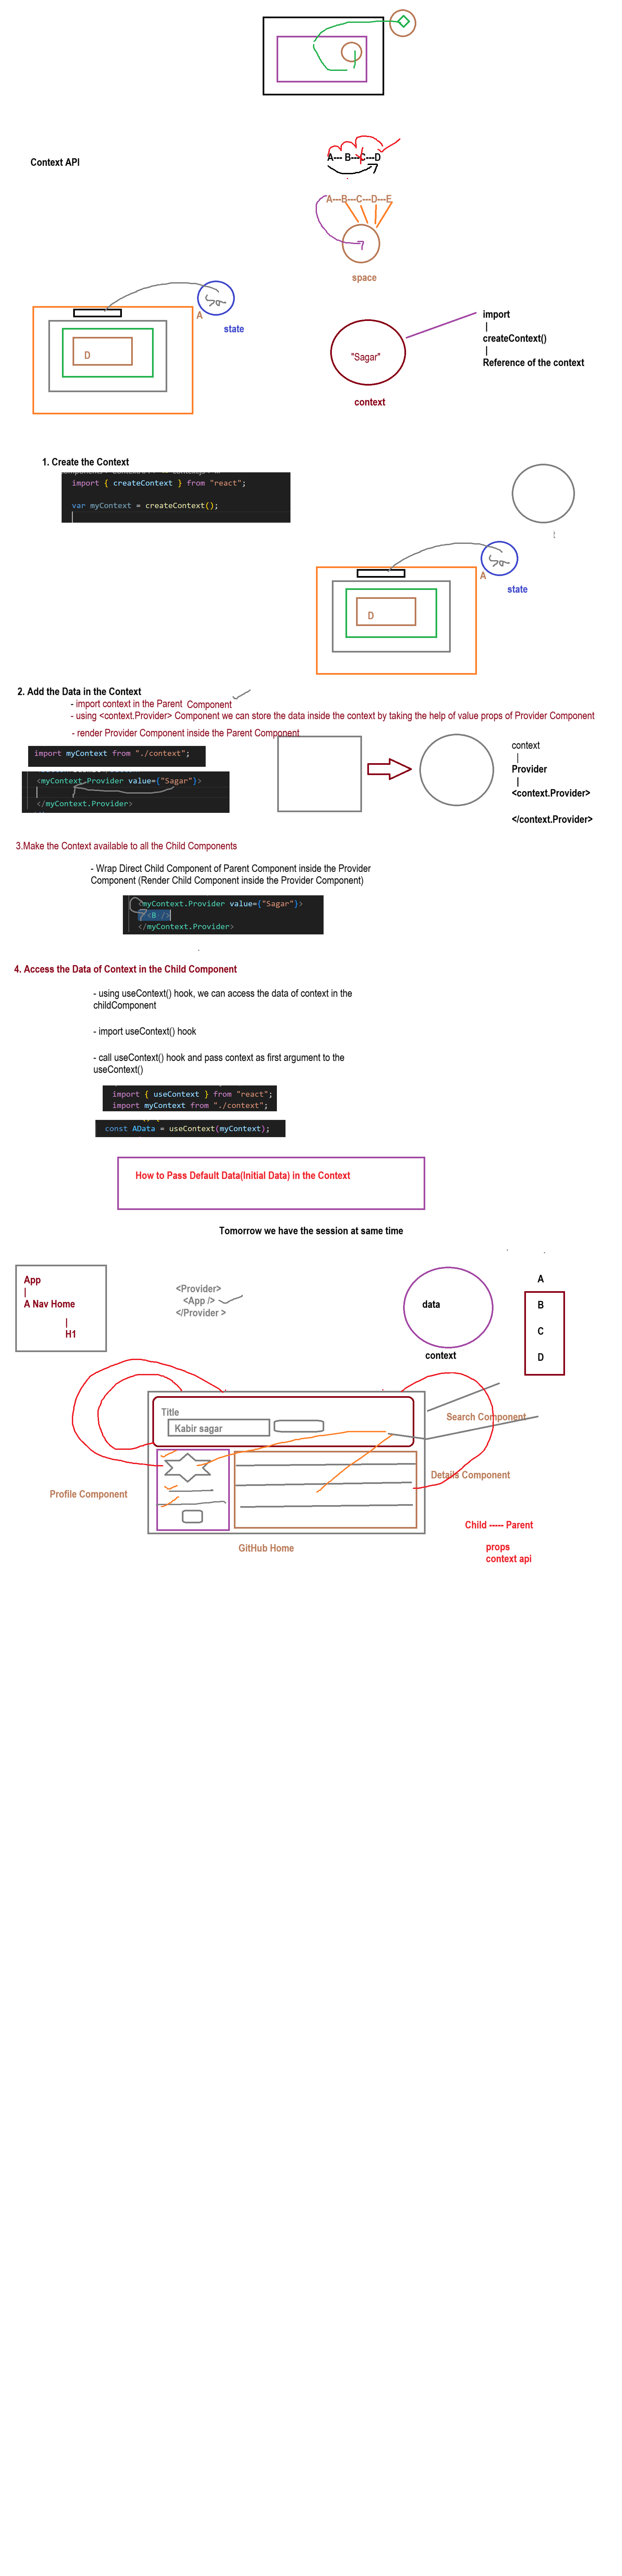 Context API
A--- B---C---D
A---B---C---D---E
space
A
state
D
"Sagar"
context
import
|
createContext()
|
Reference of the context
1. Create the Context
import { createContext } from "react";
var myContext = createContext();
A
state
D
2. Add the Data in the Context
- import context in the Parent Component
- using <context.Provider> Component we can store the data inside the context by taking the help of value props of Provider Component
- render Provider Component inside the Parent Component
import myContext from "./context";
<myContext.Provider value={"Sagar"}>
</myContext.Provider>
context
|
Provider
|
<context.Provider>
</context.Provider>
3.Make the Context available to all the Child Components
- Wrap Direct Child Component of Parent Component inside the Provider
Component (Render Child Component inside the Provider Component)
<myContext.Provider value={"Sagar"}>
<B />
</myContext.Provider>
4. Access the Data of Context in the Child Component
- using useContext() hook, we can access the data of context in the
childComponent
- import useContext() hook
- call useContext() hook and pass context as first argument to the
useContext()
import { useContext } from "react";
import myContext from "./context";
const AData = useContext(myContext);
How to Pass Default Data(Initial Data) in the Context
Tomorrow we have the session at same time
App
|
A Nav Home
|
H1
<Provider>
<App />
</Provider >
data
context
A
B
C
D
Title
Kabir sagar
Search Component
Details Component
Profile Component
GitHub Home
Child ----- Parent
props
context api